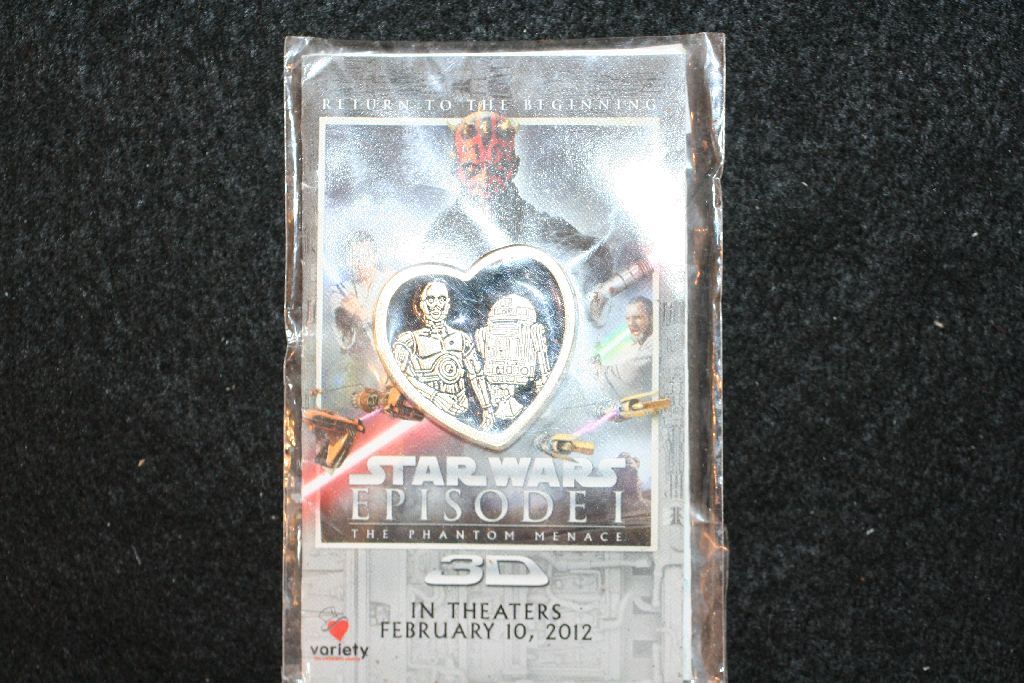 RETURN TO THE BEGINNING
STAR WARS
EPISODE I
THE PHANTOM MENACE
3D
IN THEATERS
FEBRUARY 10, 2012
variety